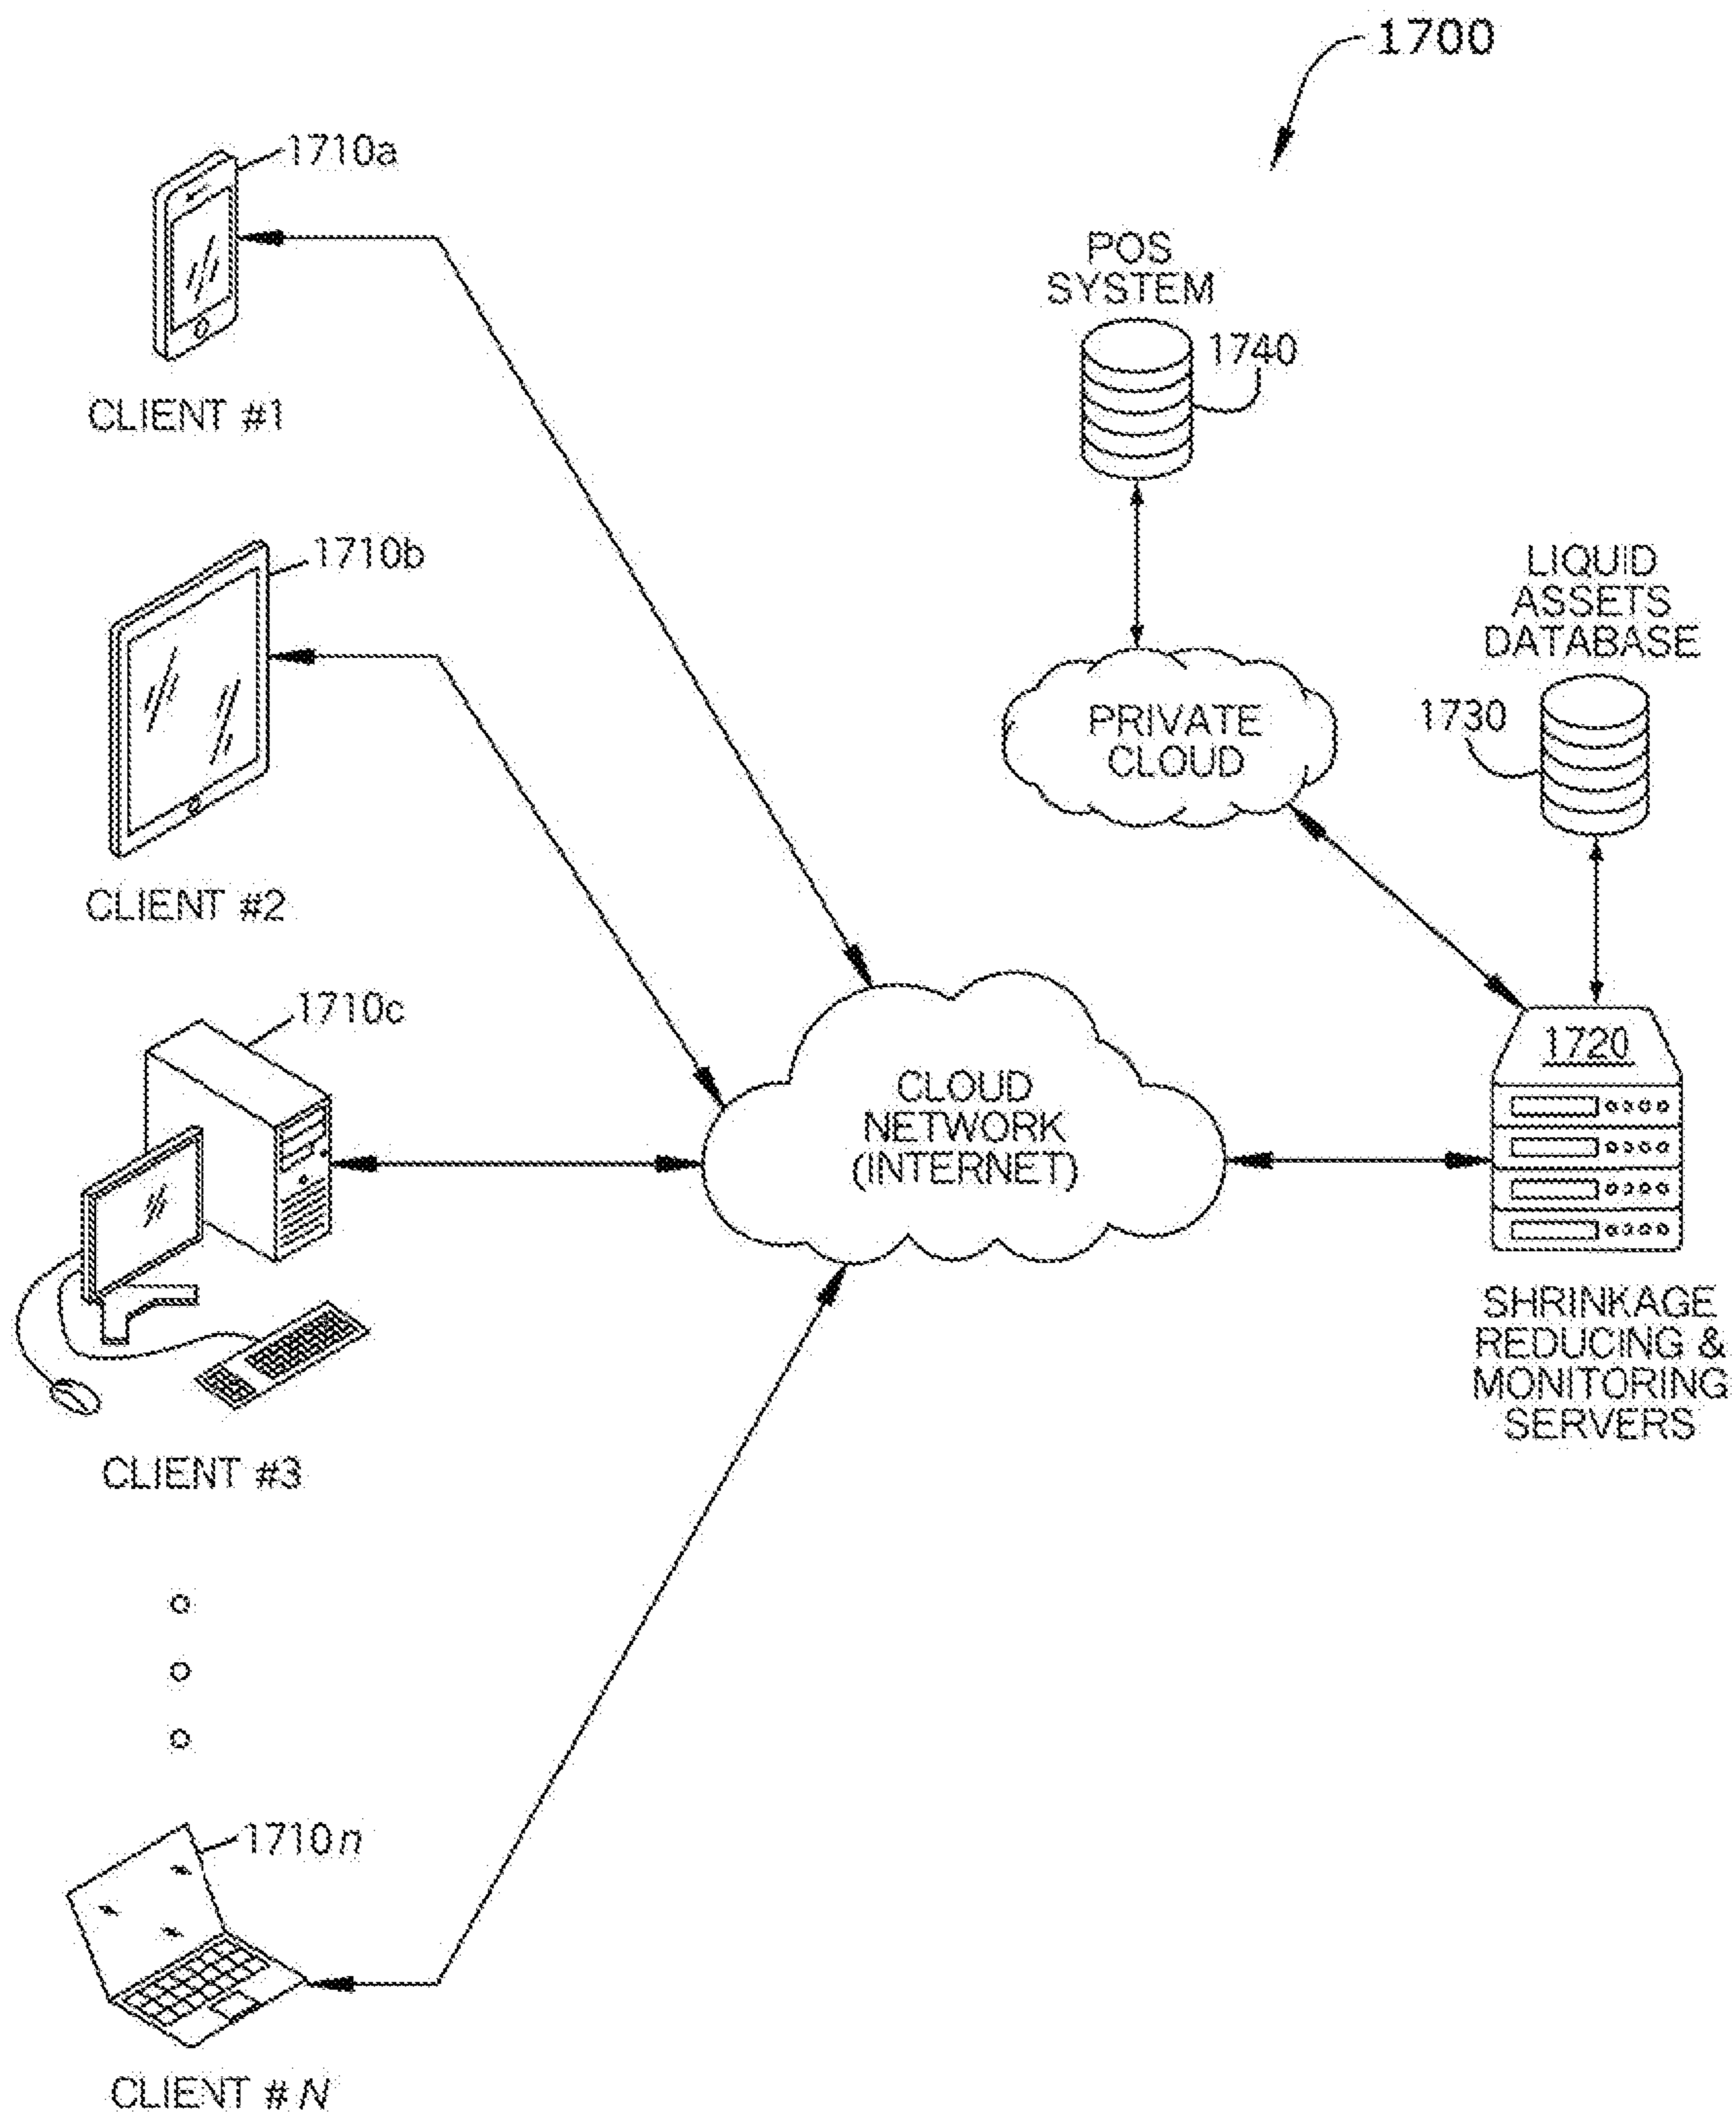 1700
1710a
CLIENT #1
POS
SYSTEM
1740
1710b
CLIENT #2
LIQUID
ASSETS
DATABASE
1730
PRIVATE
CLOUD
1710c
CLIENT #3
CLOUD
NETWORK
(INTERNET)
1720
SHRINKAGE
REDUCING &
MONITORING
SERVERS
1710n
CLIENT # N